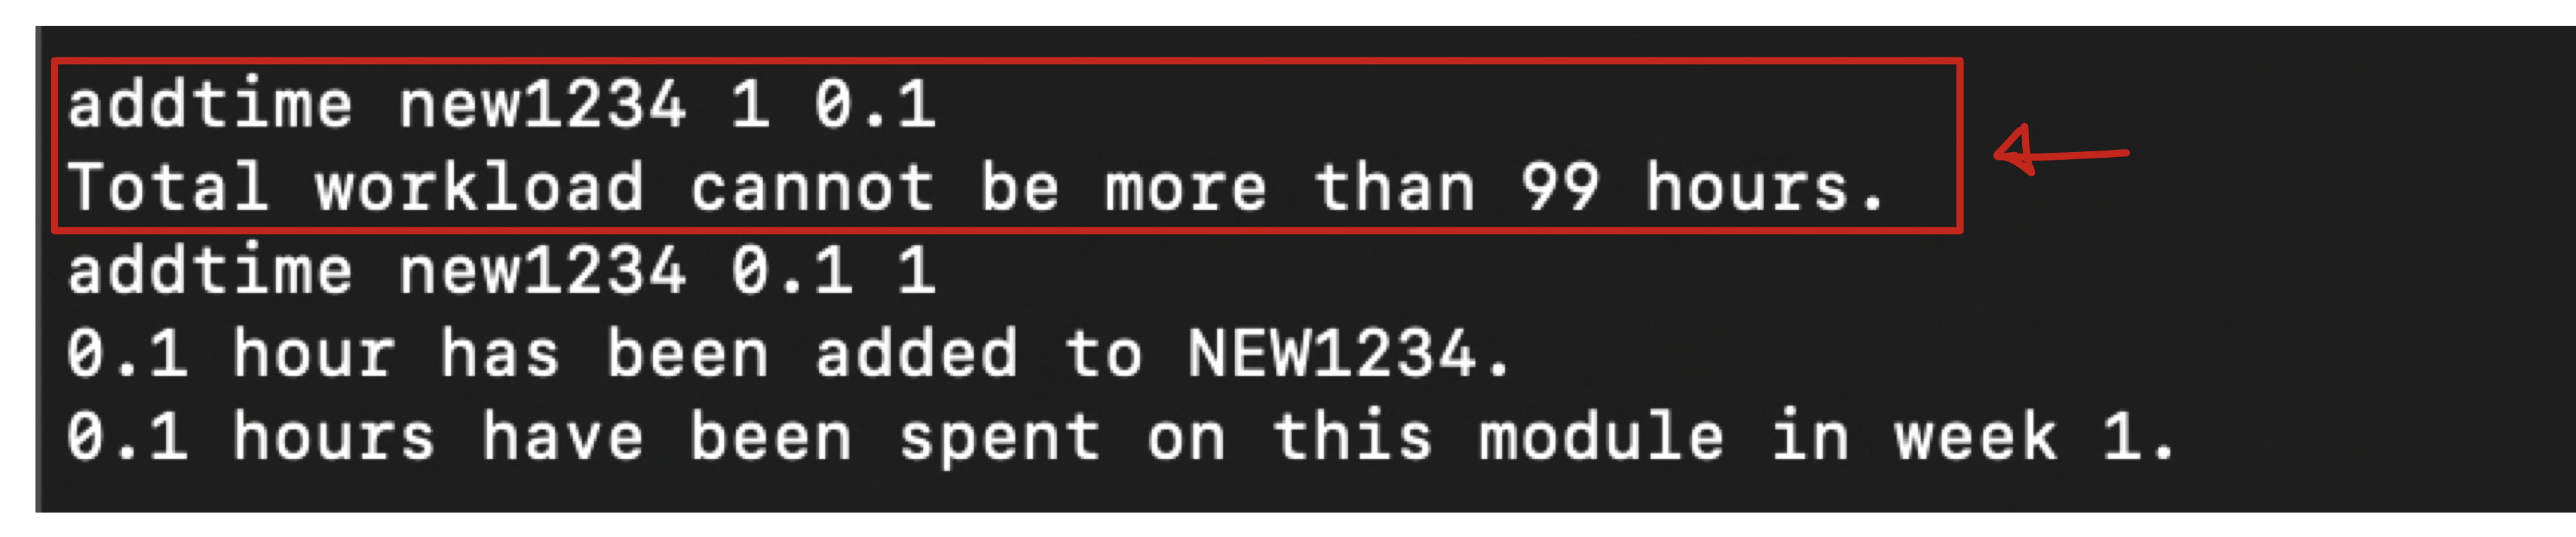 addtime new1234 1 0.1
Total workload cannot be more than 99 hours.
addtime new1234 0.1 1
0.1 hour has been added to NEW1234.
0.1 hours have been spent on this module in week 1.